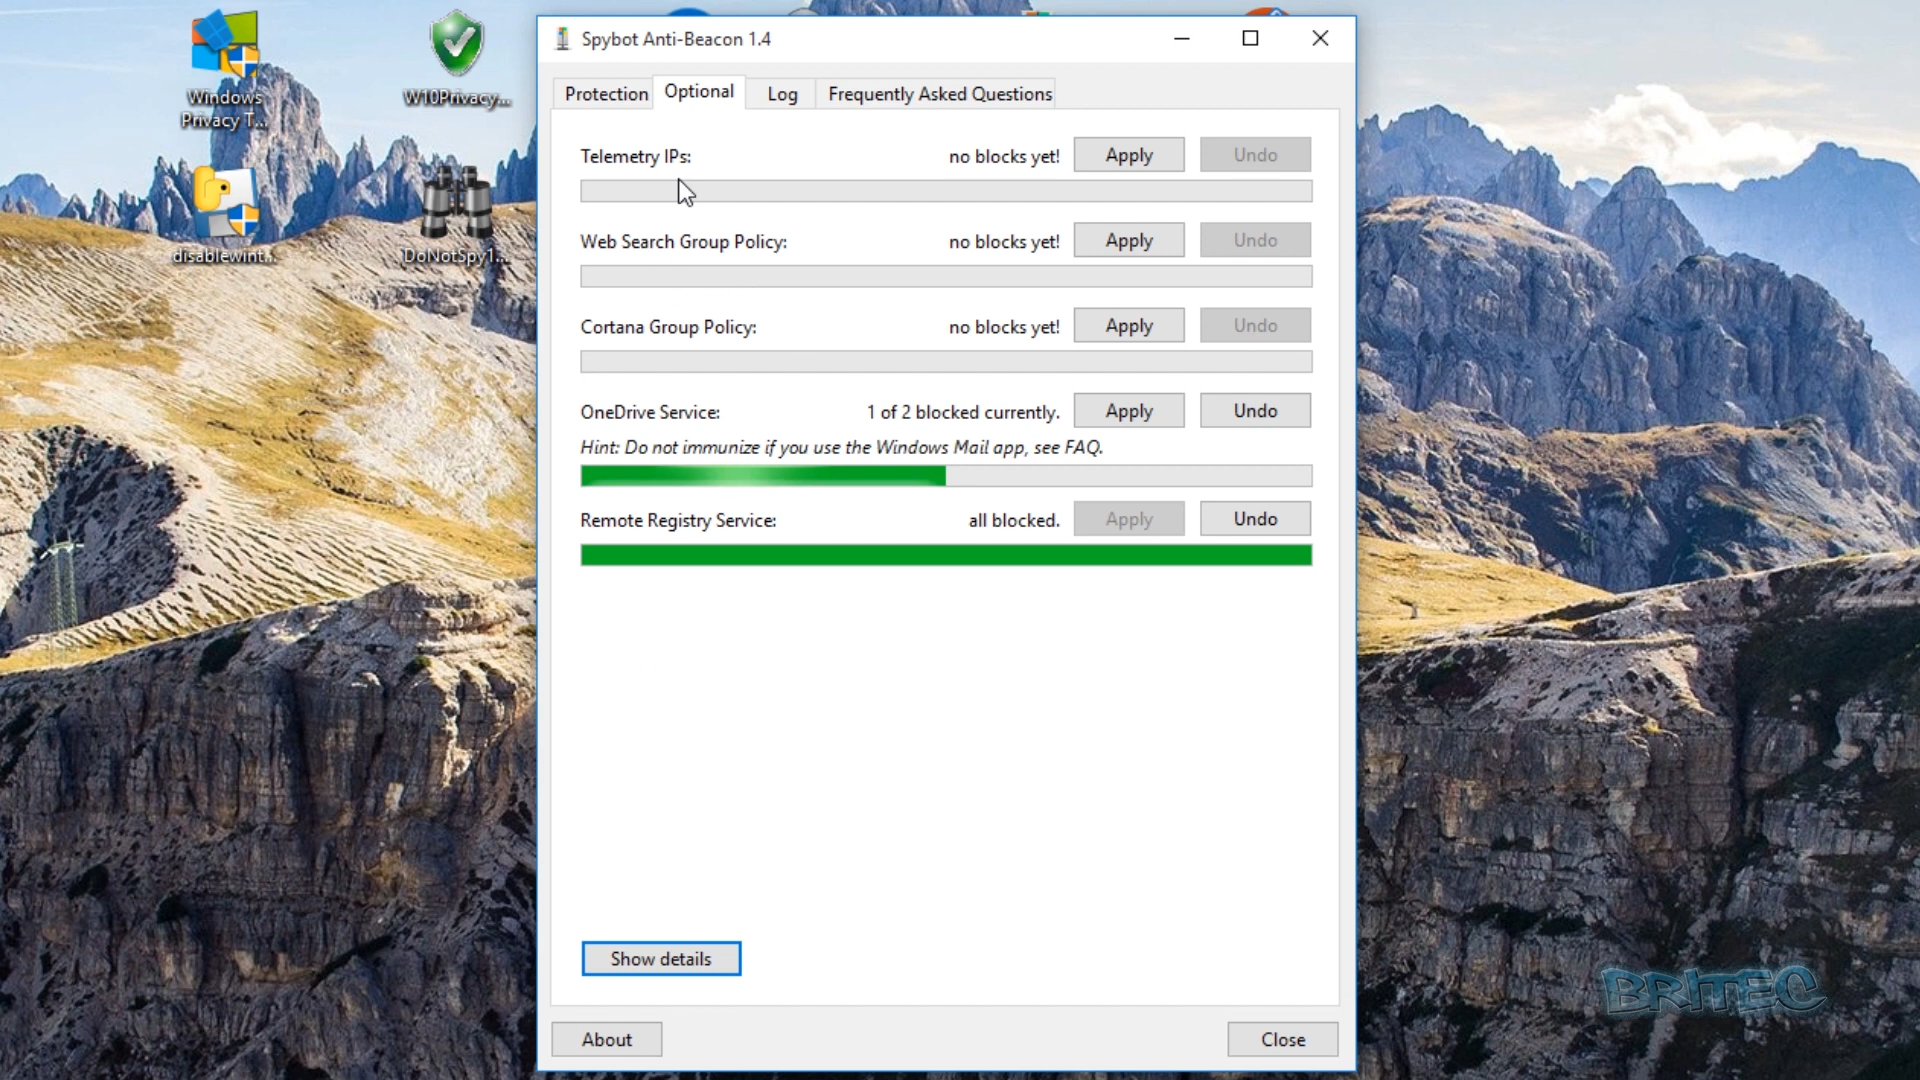 Spybot Anti-Beacon 1.4
Windows
Privacy T...
W10Privacy...
disablewint...
DoNotSpy1...
Protection
Optional
Log
Frequently Asked Questions
Telemetry IPs:
no blocks yet!
Apply
Undo
Web Search Group Policy:
no blocks yet!
Apply
Undo
Cortana Group Policy:
no blocks yet!
Apply
Undo
OneDrive Service:
1 of 2 blocked currently.
Apply
Undo
Hint: Do not immunize if you use the Windows Mail app, see FAQ.
Remote Registry Service:
all blocked.
Apply
Undo
Show details
About
Close
BRITEC